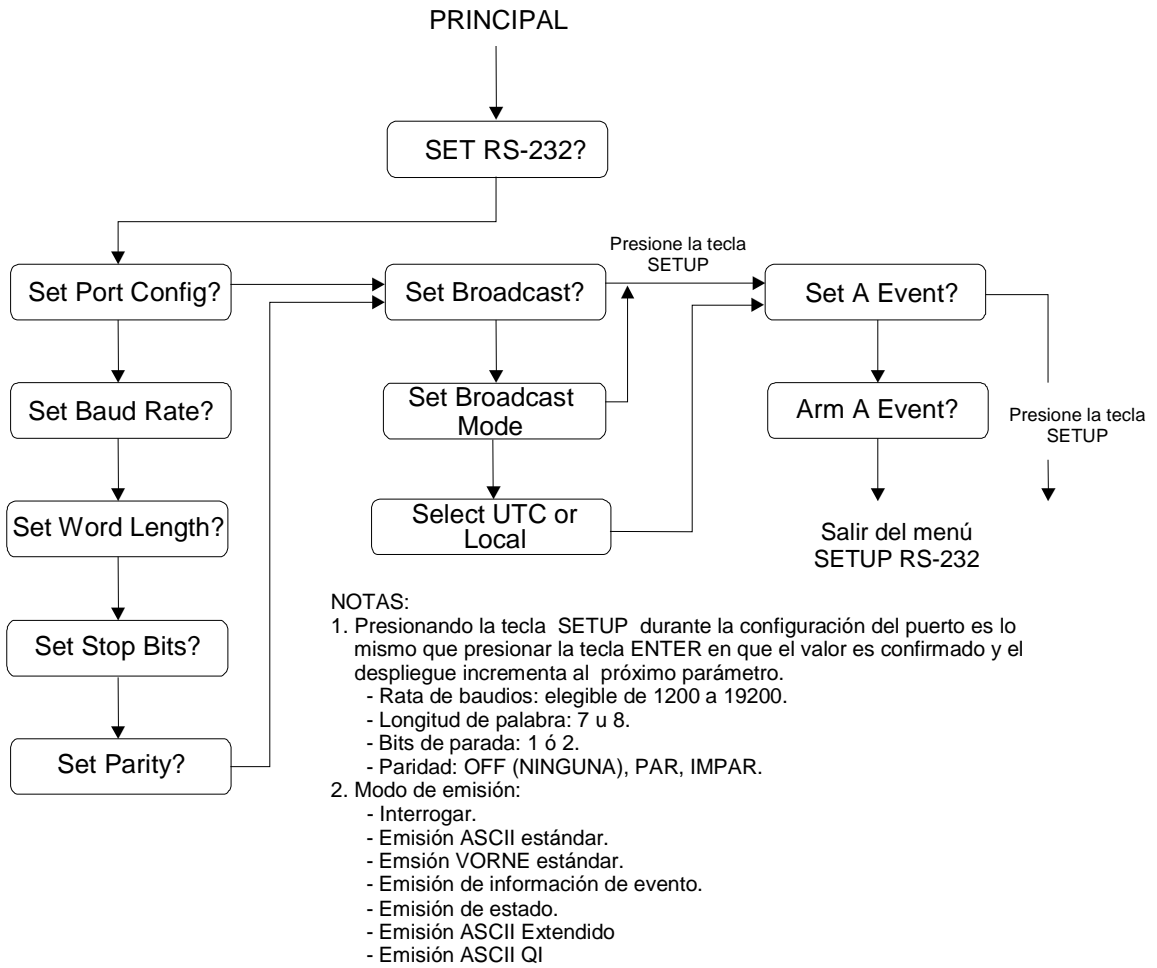 PRINCIPAL
SET RS-232?
Presione la tecla
SETUP
Set Port Config?
Set Broadcast?
Set A Event?
Set Baud Rate?
Set Broadcast
Mode
Arm A Event?
Presione la tecla
SETUP
Set Word Length?
Select UTC or
Local
Salir del menú
SETUP RS-232
Set Stop Bits?
Set Parity?
NOTAS:
1. Presionando la tecla SETUP durante la configuración del puerto es lo
mismo que presionar la tecla ENTER en que el valor es confirmado y el
despliegue incrementa al próximo parámetro.
- Rata de baudios: elegible de 1200 a 19200.
- Longitud de palabra: 7 u 8.
- Bits de parada: 1 ó 2.
- Paridad: OFF (NINGUNA), PAR, IMPAR.
2. Modo de emisión:
- Interrogar.
- Emisión ASCII estándar.
- Emsión VORNE estándar.
- Emisión de información de evento.
- Emisión de estado.
- Emisión ASCII Extendido
- Emisión ASCII QI